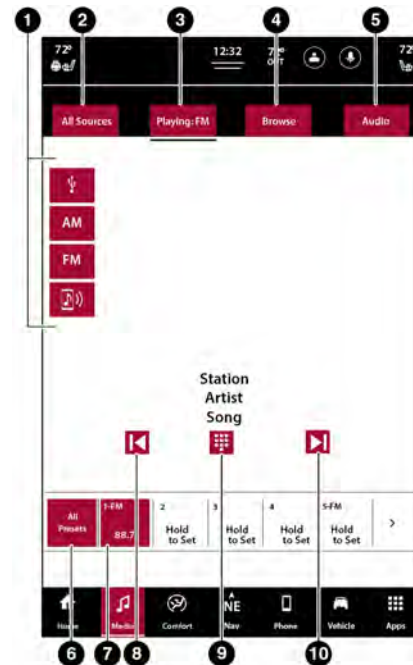 1
2 3 4 5
72°
12:32
OUT
72
All Sources
Playing: FM
Browse
Audio
AM
FM
Station
Artist
Song
All
Presets
1-FM
88.7
2
Hold
to Set
3
Hold
to Set
4
Hold
to Set
5-FM
Hold
to Set
>
Home
Media
Comfort
NE
Nav
Phone
Vehicle
Apps
6 7 8 9 10